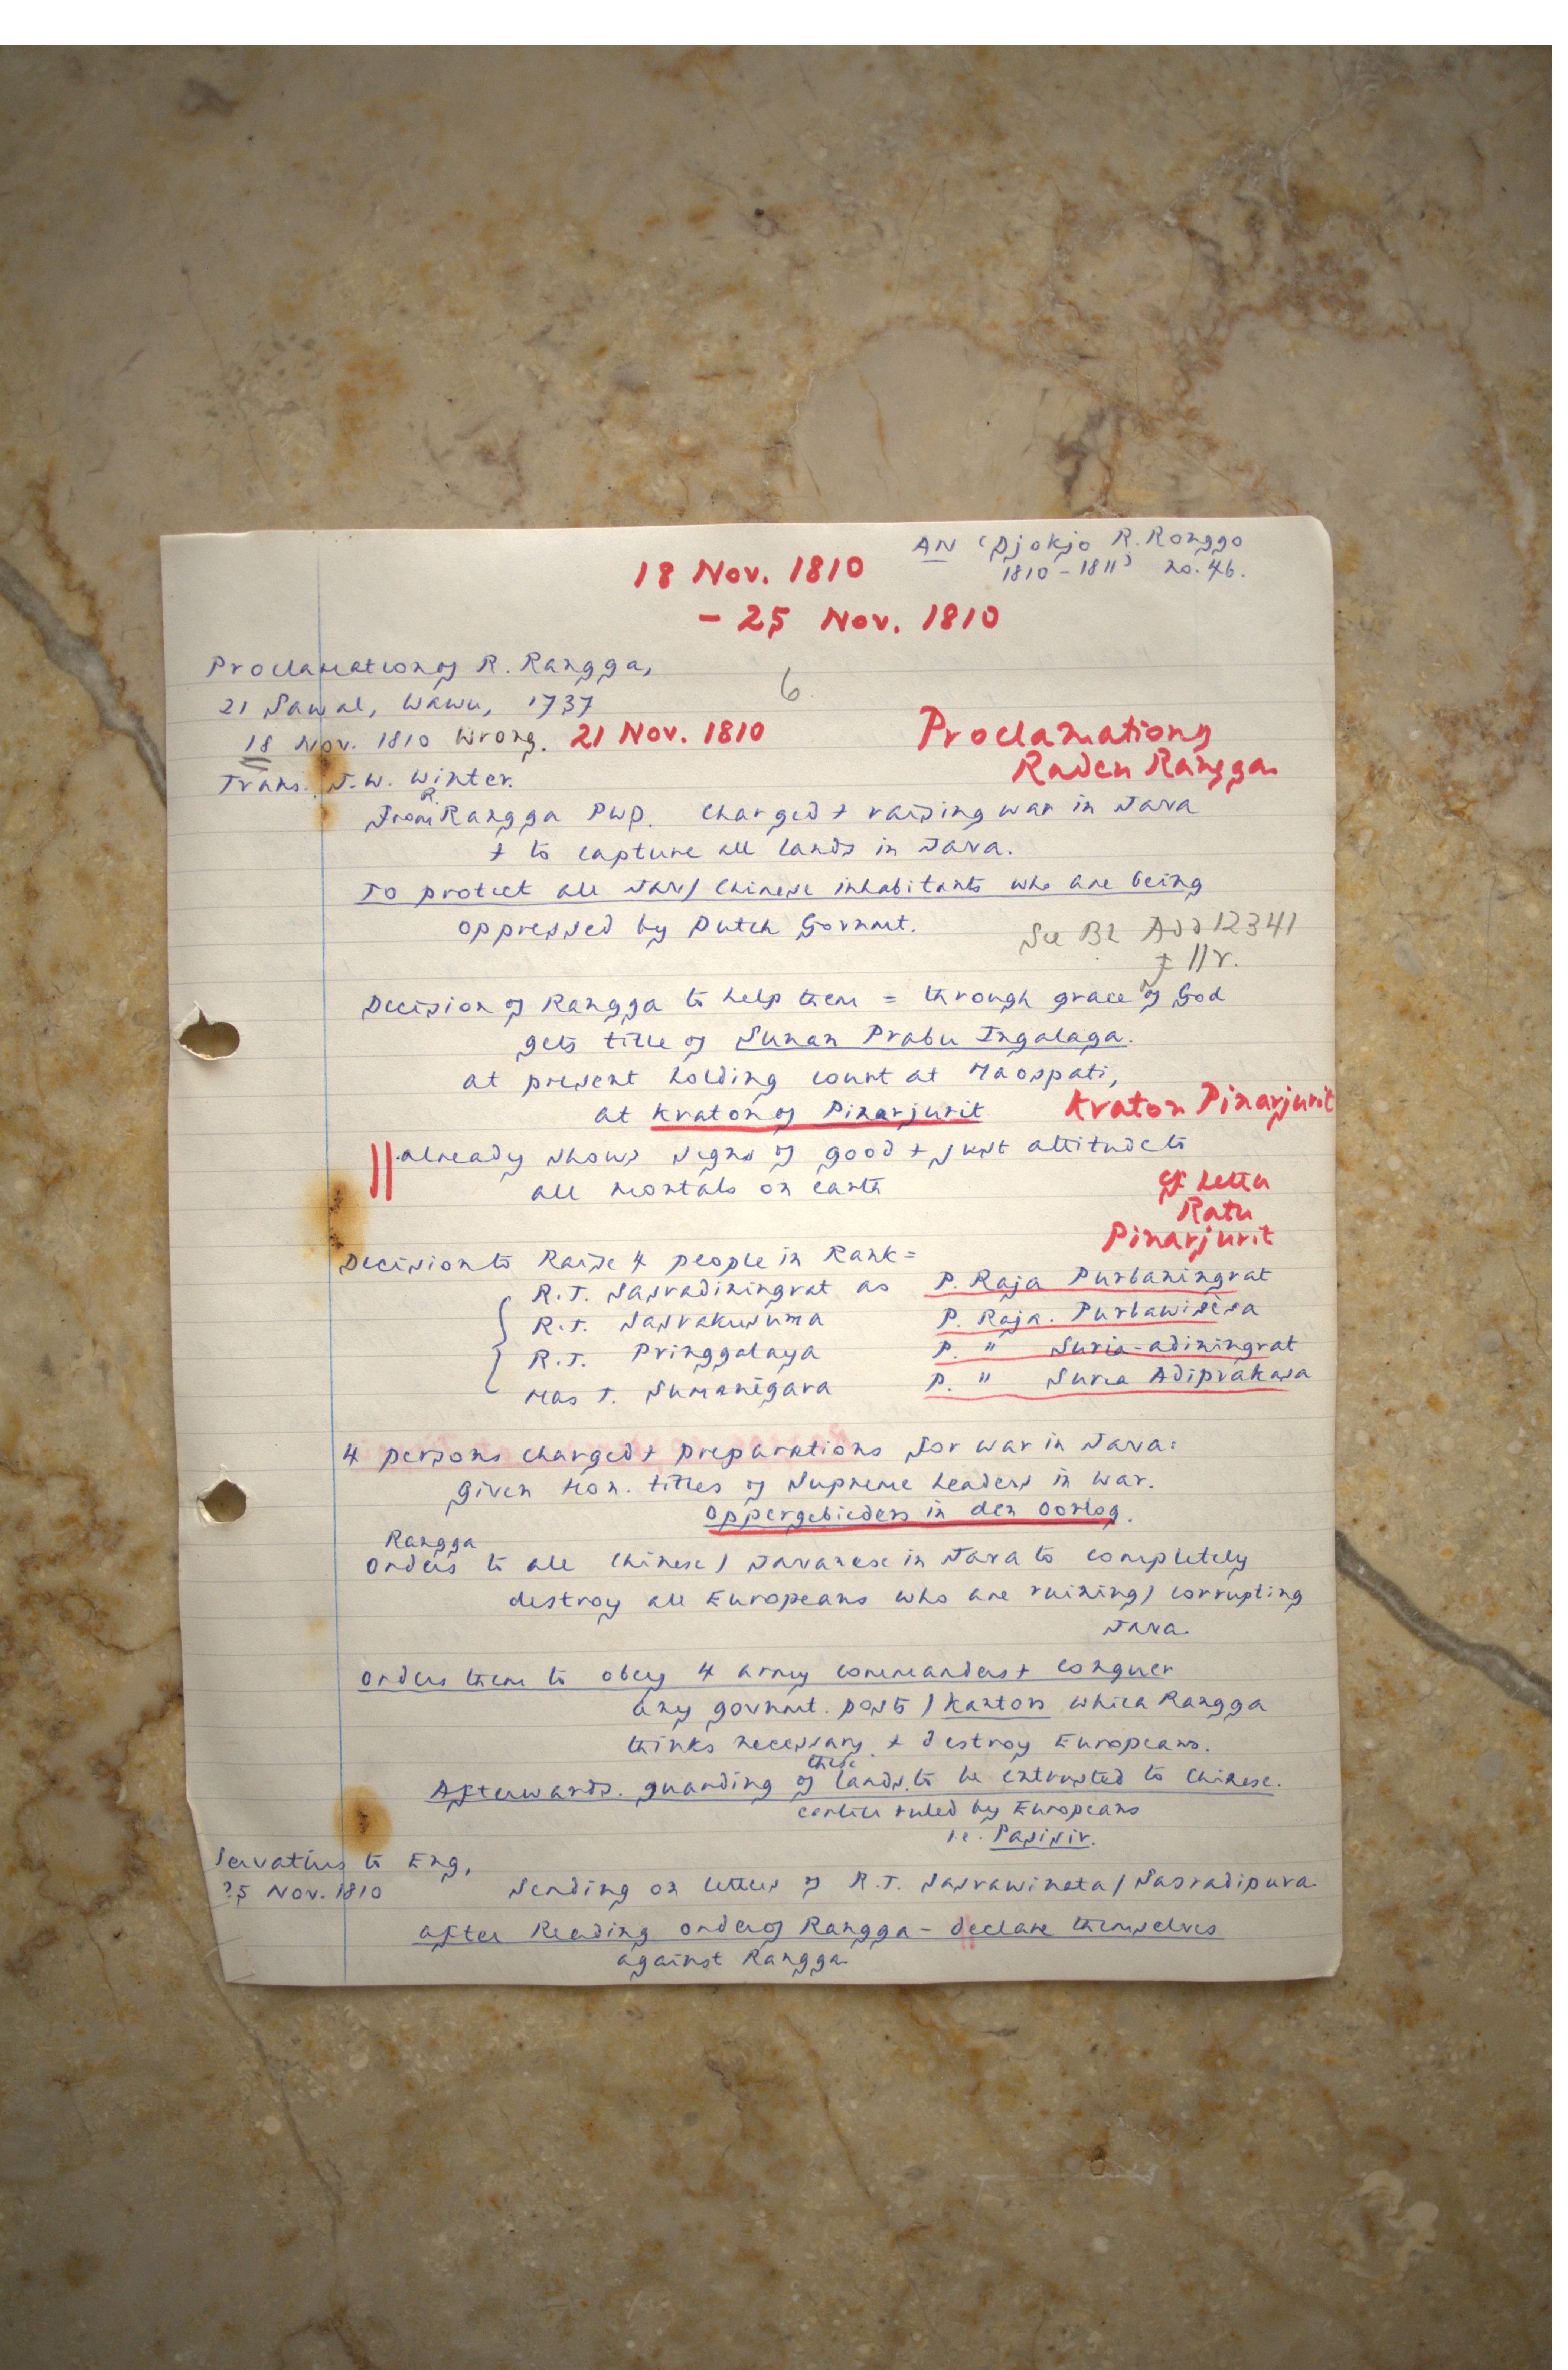 AN 'Djokjo R. Ronggo
1810 - 1811' no. 46.
18 Nov. 1810
- 25 Nov. 1810
Proclamation of R. Rangga,
6.
21 Sawal, Wawu, 1737
18 Nov. 1810 Wrong. 21 Nov. 1810
Proclamation of
Raden Rangga.
Trans. J.W. Winter.
From R. Rangga PWD. Charged + raising war in Java
+ to capture all lands in Java.
To protect all Jav/Chinese inhabitants who are being
oppressed by Dutch Govnmt.
See BL Add 12341
f 11r.
Decision of Rangga to help them = through grace of God
gets title of Sunan Prabu Ingalaga.
at present holding court at Maospati,
at Kraton of Pinarjurit
Kraton Pinarjurit
already shows signs of good + just attitude to
all mortals on earth
cf. letter
Ratu
Pinarjurit
Decision to Raise 4 people in Rank =
R.T. Sasradiningrat as P. Raja Purbaningrat
R.T. Sasrakusuma P. Raja. Purbawisésa
R.T. Pringgalaya P. " Suria-adiningrat
Mas T. Sumanegara P. " Suria Adiprakasa
4 persons charged + preparations for war in Java:
given Hon. titles of Supreme Leaders in war.
Oppergebieders in den Oorlog.
Rangga
Orders to all Chinese/Javanese in Java to completely
destroy all Europeans who are ruining/corrupting
Java.
Orders them to obey 4 army commanders + conquer
any govnmt. posts/kantors which Rangga
thinks necessary + destroy Europeans.
Afterwards. guarding of these lands to be entrusted to Chinese.
earlier ruled by Europeans
i.e. Pasisir.
Servatius to Eng,
25 Nov. 1810
Sending on letters of R.T. Sasrawinata/Sasradipura
after Reading order of Rangga - declare themselves
against Rangga.